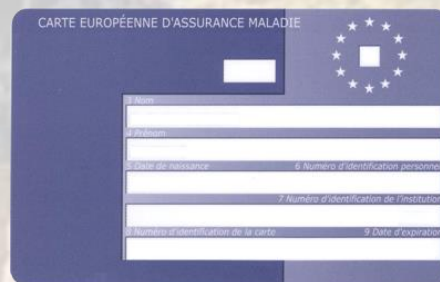 CARTE EUROPÉENNE D'ASSURANCE MALADIE
3 Nom
4 Prénom
5 Date de naissance 6 Numéro d'identification personnel
7 Numéro d'identification de l'institution
8 Numéro d'identification de la carte 9 Date d'expiration